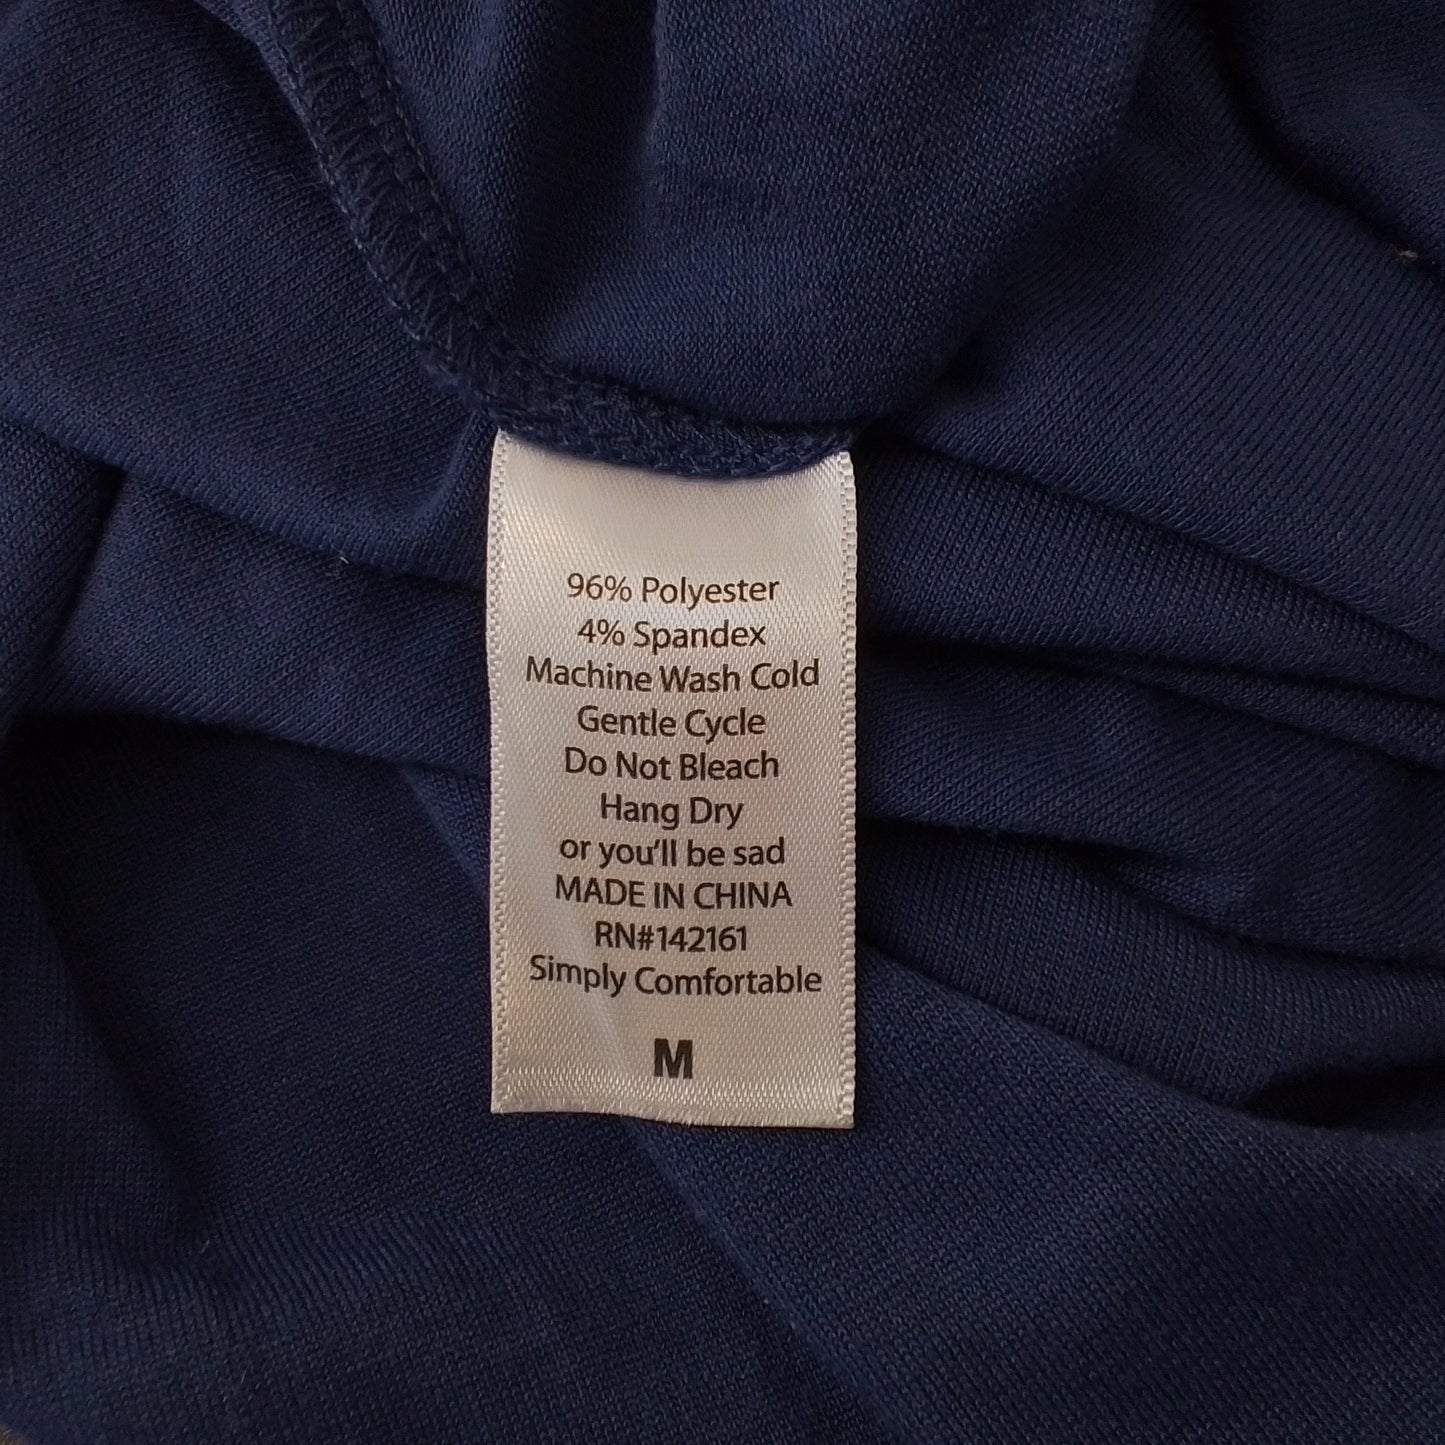 96% Polyester
4% Spandex
Machine Wash Cold
Gentle Cycle
Do Not Bleach
Hang Dry
or you'll be sad
MADE IN CHINA
RN#142161
Simply Comfortable
M